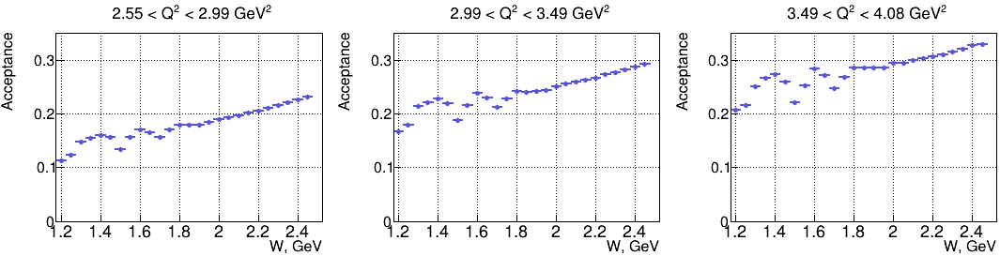 2.55 < Q² < 2.99 GeV²
Acceptance
0.3
0.2
0.1
0
1.2 1.4 1.6 1.8 2 2.2 2.4
W, GeV
2.99 < Q² < 3.49 GeV²
Acceptance
0.3
0.2
0.1
0
1.2 1.4 1.6 1.8 2 2.2 2.4
W, GeV
3.49 < Q² < 4.08 GeV²
Acceptance
0.3
0.2
0.1
0
1.2 1.4 1.6 1.8 2 2.2 2.4
W, GeV